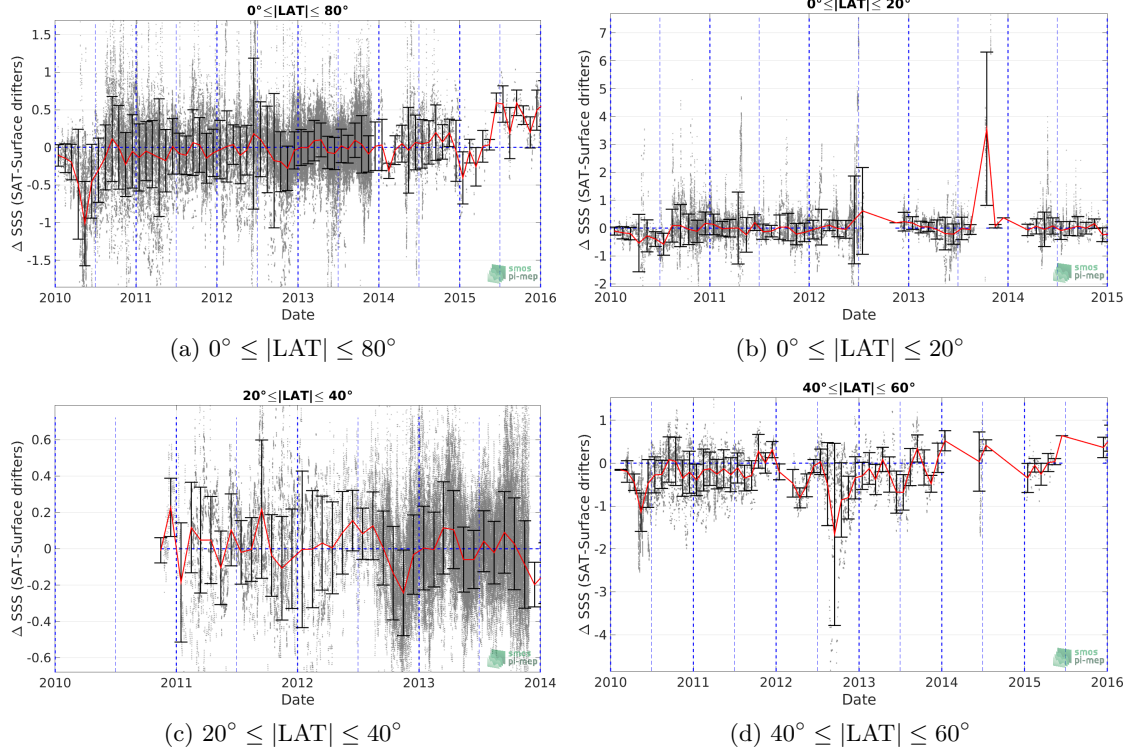 0°≤|LAT|≤ 80°
Δ SSS (SAT-Surface drifters)
1.5
1
0.5
0
-0.5
-1
-1.5
2010 2011 2012 2013 2014 2015 2016
Date
smos
pi-mep
(a) 0° ≤ |LAT| ≤ 80°
0°≤|LAT|≤ 20°
Δ SSS (SAT-Surface drifters)
7
6
5
4
3
2
1
0
-1
-2
2010 2011 2012 2013 2014 2015
Date
smos
pi-mep
(b) 0° ≤ |LAT| ≤ 20°
20°≤|LAT|≤ 40°
Δ SSS (SAT-Surface drifters)
0.6
0.4
0.2
0
-0.2
-0.4
-0.6
2010 2011 2012 2013 2014
Date
smos
pi-mep
(c) 20° ≤ |LAT| ≤ 40°
40°≤|LAT|≤ 60°
Δ SSS (SAT-Surface drifters)
1
0
-1
-2
-3
-4
2010 2011 2012 2013 2014 2015 2016
Date
smos
pi-mep
(d) 40° ≤ |LAT| ≤ 60°